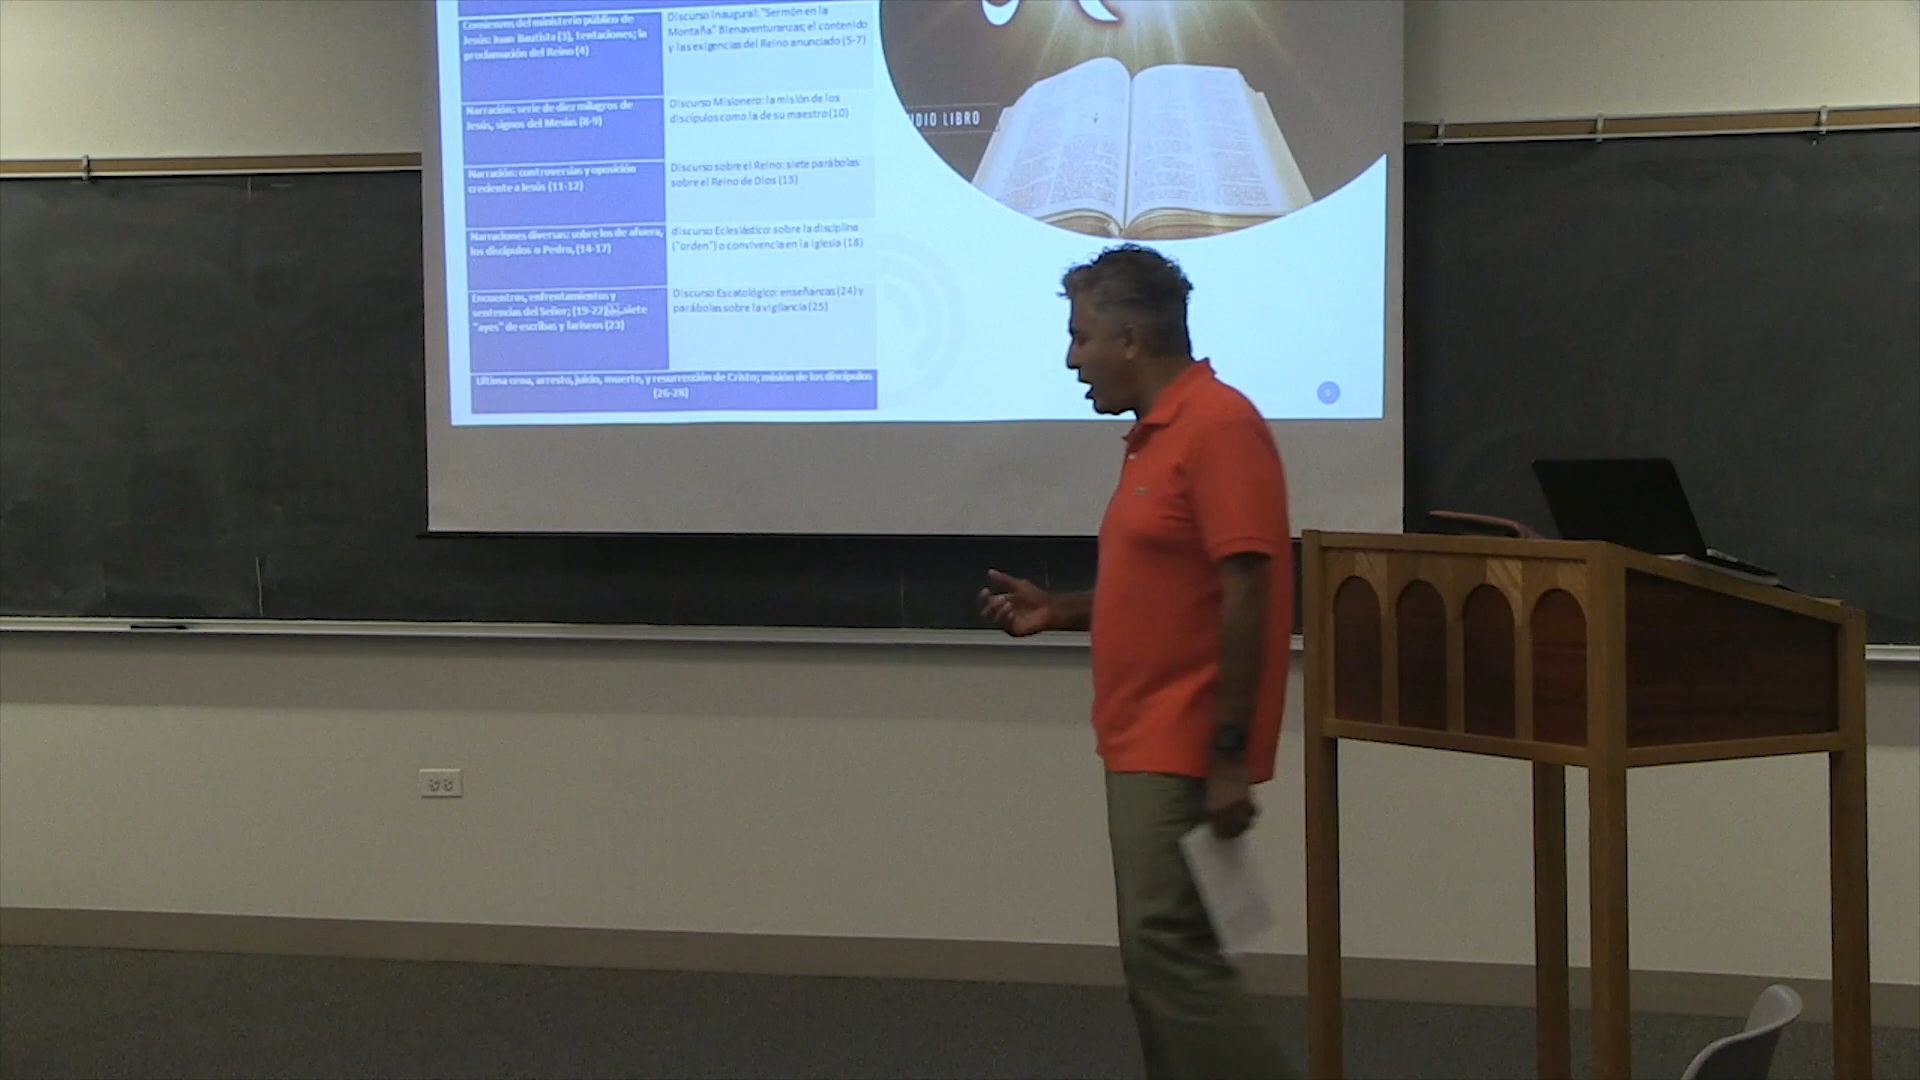 Comienzos del ministerio público de
Jesús: Juan Bautista (3), tentaciones; la
proclamación del Reino (4)
Discurso inaugural: "Sermón en la
Montaña" Bienaventuranzas; el contenido
y las exigencias del Reino anunciado (5-7)
Narración: serie de diez milagros de
Jesús, signos del Mesías (8-9)
Discurso Misionero: la misión de los
discípulos como la de su maestro (10)
Narración: controversias y oposición
creciente a Jesús (11-12)
Discurso sobre el Reino: siete parábolas
sobre el Reino de Dios (13)
Narraciones diversas: sobre los de afuera,
los discípulos o Pedro, (14-17)
discurso Eclesiástico: sobre la disciplina
("orden") o convivencia en la Iglesia (18)
Encuentros, enfrentamientos y
sentencias del Señor; (19-22) siete
"ayes" de escribas y fariseos (23)
Discurso Escatológico: enseñanzas (24) y
parábolas sobre la vigilancia (25)
Ultima cena, arresto, juicio, muerte, y resurrección de Cristo; misión de los discípulos
(26-28)
UDIO LIBRO
5